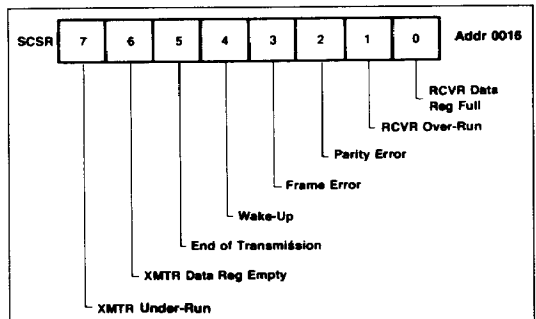 SCSR 7 6 5 4 3 2 1 0 Addr 0016
RCVR Data
Reg Full
RCVR Over-Run
Parity Error
Frame Error
Wake-Up
End of Transmission
XMTR Data Reg Empty
XMTR Under-Run